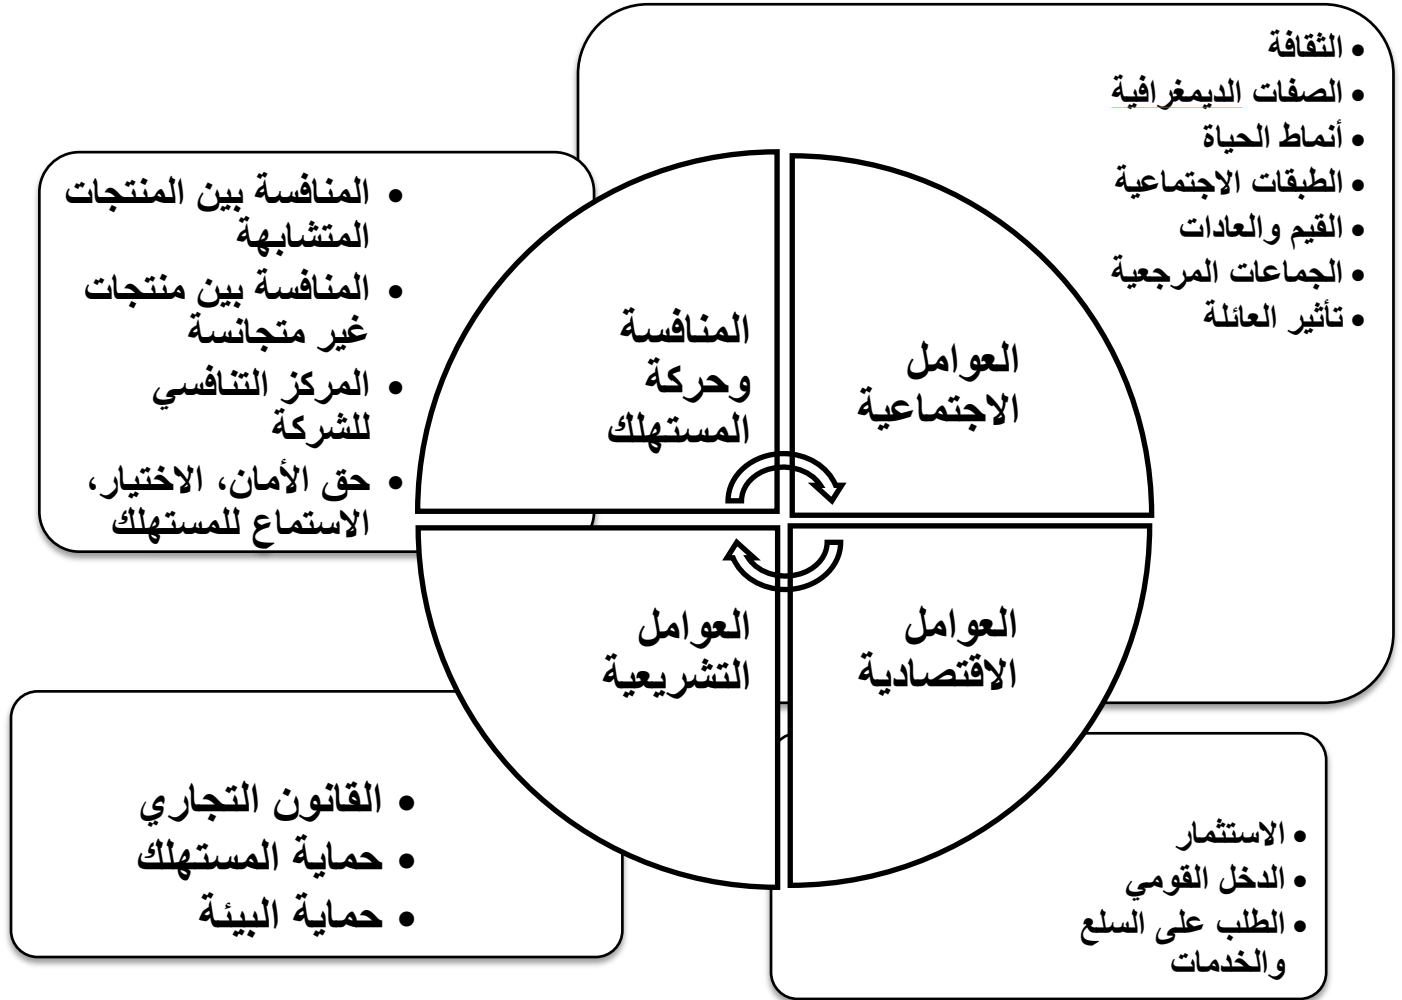 • الثقافة
• الصفات الديمغرافية
• أنماط الحياة
• الطبقات الاجتماعية
• القيم والعادات
• الجماعات المرجعية
• تأثير العائلة
العوامل
الاجتماعية
• المنافسة بين المنتجات
المتشابهة
• المنافسة بين منتجات
غير متجانسة
• المركز التنافسي
للشركة
• حق الأمان، الاختيار،
الاستماع للمستهلك
المنافسة
وحركة
المستهلك
العوامل
الاقتصادية
• الاستثمار
• الدخل القومي
• الطلب على السلع
والخدمات
العوامل
التشريعية
• القانون التجاري
• حماية المستهلك
• حماية البيئة